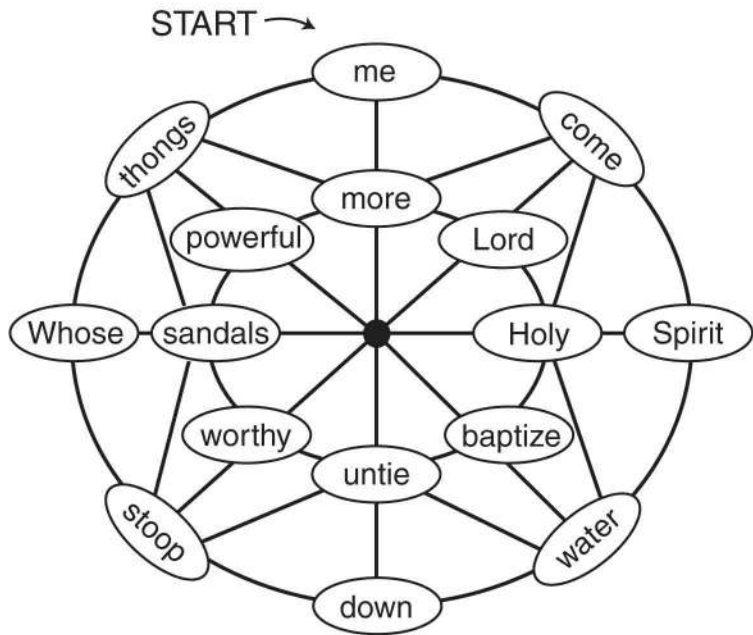 START
me
thongs
come
more
powerful
Lord
Whose
sandals
Holy
Spirit
worthy
baptize
untie
stoop
water
down